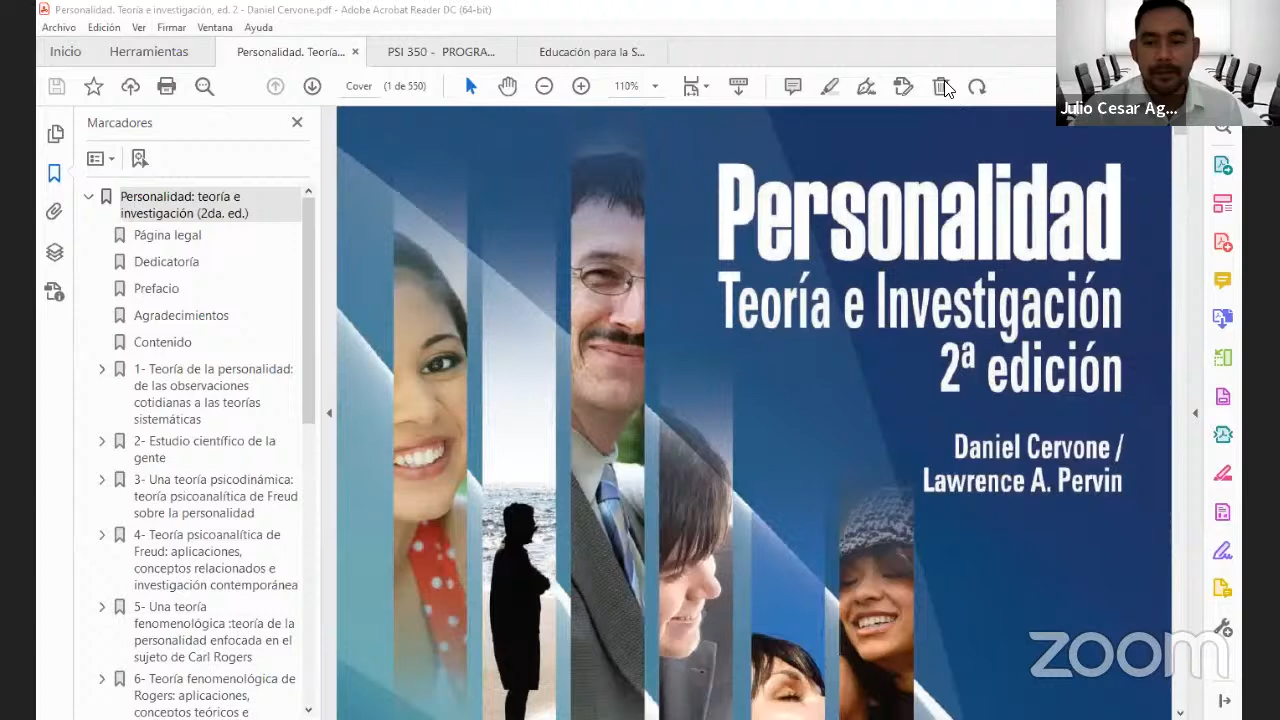 Personalidad. Teoría e investigación, ed. 2 - Daniel Cervone.pdf - Adobe Acrobat Reader DC (64-bit)
Archivo Edición Ver Firmar Ventana Ayuda
Inicio Herramientas Personalidad. Teoría... × PSI 350 - PROGRA... Educación para la S...
Cover (1 de 550) 110%
Julio Cesar Ag...
Marcadores
Personalidad: teoría e
investigación (2da. ed.)
Página legal
Dedicatoría
Prefacio
Agradecimientos
Contenido
1- Teoría de la personalidad:
de las observaciones
cotidianas a las teorías
sistemáticas
2- Estudio científico de la
gente
3- Una teoría psicodinámica:
teoría psicoanalítica de Freud
sobre la personalidad
4- Teoría psicoanalítica de
Freud: aplicaciones,
conceptos relacionados e
investigación contemporánea
5- Una teoría
fenomenológica :teoría de la
personalidad enfocada en el
sujeto de Carl Rogers
6- Teoría fenomenológica de
Rogers: aplicaciones,
conceptos teóricos e
Personalidad
Teoría e Investigación
2ª edición
Daniel Cervone /
Lawrence A. Pervin
zoom